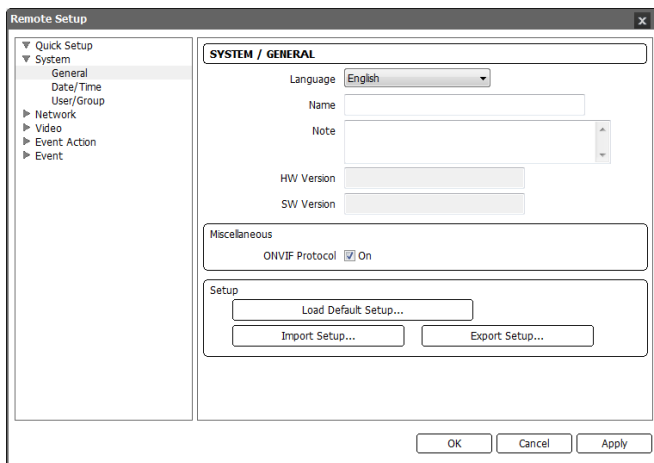 Remote Setup
x
Quick Setup
System
General
Date/Time
User/Group
Network
Video
Event Action
Event
SYSTEM / GENERAL
Language English
Name
Note
HW Version
SW Version
Miscellaneous
ONVIF Protocol On
Setup
Load Default Setup...
Import Setup... Export Setup...
OK Cancel Apply